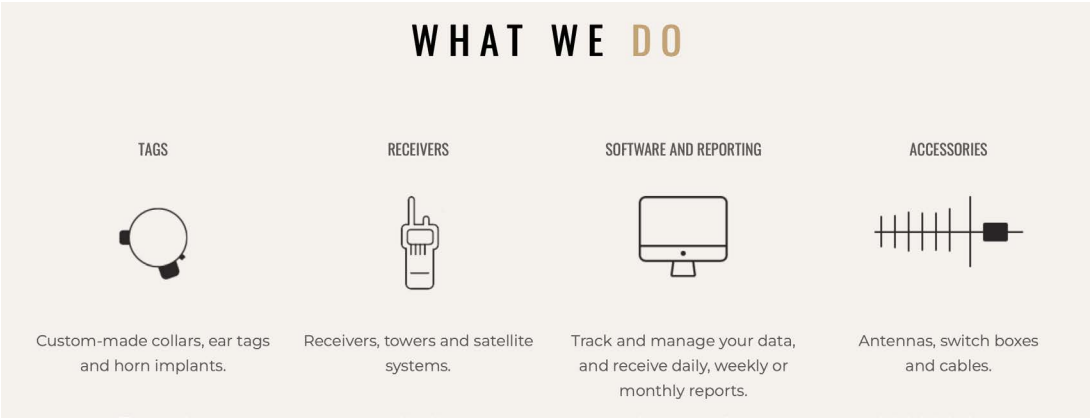 WHAT WE DO
TAGS
Custom-made collars, ear tags
and horn implants.
RECEIVERS
Receivers, towers and satellite
systems.
SOFTWARE AND REPORTING
Track and manage your data,
and receive daily, weekly or
monthly reports.
ACCESSORIES
Antennas, switch boxes
and cables.